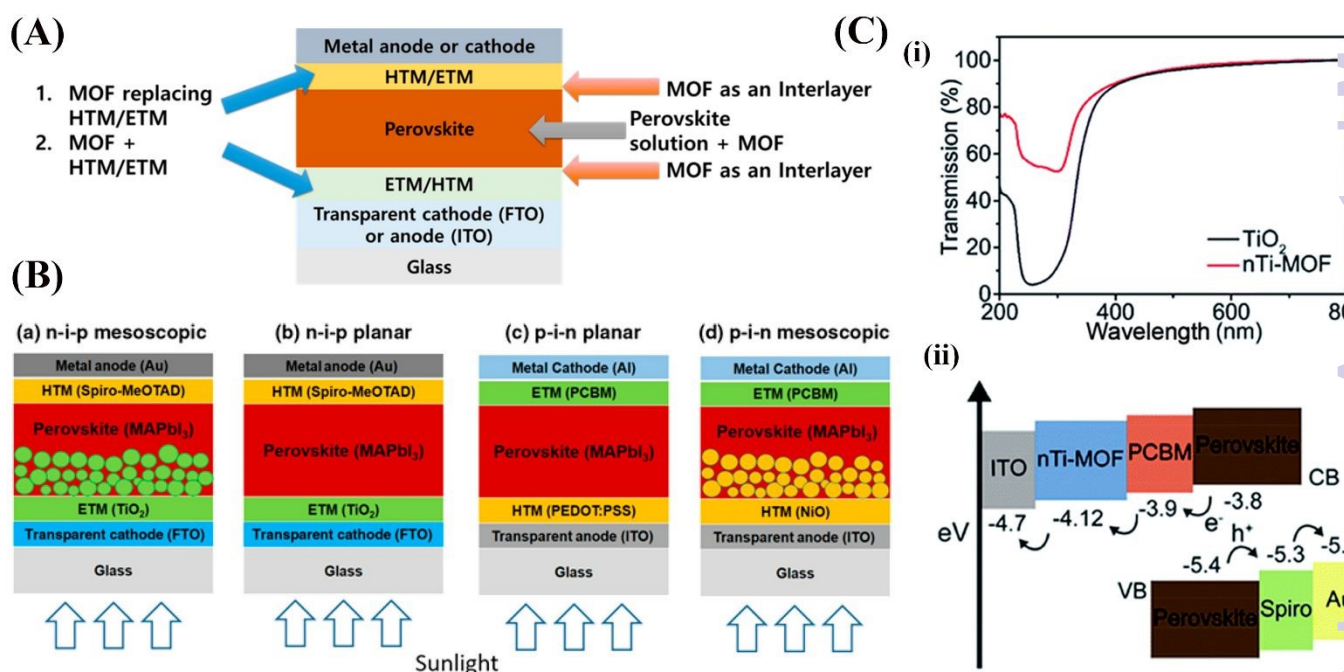 (A)
Metal anode or cathode
HTM/ETM
Perovskite
ETM/HTM
Transparent cathode (FTO)
or anode (ITO)
Glass
1. MOF replacing
HTM/ETM
2. MOF +
HTM/ETM
MOF as an Interlayer
Perovskite
solution + MOF
MOF as an Interlayer
(B)
(a) n-i-p mesoscopic
Metal anode (Au)
HTM (Spiro-MeOTAD)
Perovskite (MAPbI₃)
ETM (TiO₂)
Transparent cathode (FTO)
Glass
(b) n-i-p planar
Metal anode (Au)
HTM (Spiro-MeOTAD)
Perovskite (MAPbI₃)
ETM (TiO₂)
Transparent cathode (FTO)
Glass
(c) p-i-n planar
Metal Cathode (Al)
ETM (PCBM)
Perovskite (MAPbI₃)
HTM (PEDOT:PSS)
Transparent anode (ITO)
Glass
(d) p-i-n mesoscopic
Metal Cathode (Al)
ETM (PCBM)
Perovskite (MAPbI₃)
HTM (NiO)
Transparent anode (ITO)
Glass
Sunlight
(C)
(i)
Transmission (%)
100
80
60
40
20
0
TiO₂
nTi-MOF
200
400
600
80
Wavelength (nm)
(ii)
eV
ITO
nTi-MOF
PCBM
Perovskite
CB
-4.7
-4.12
-3.9
-3.8
e⁻
h⁺
-5.4
-5.3
-5.
VB
Perovskite
Spiro
Au